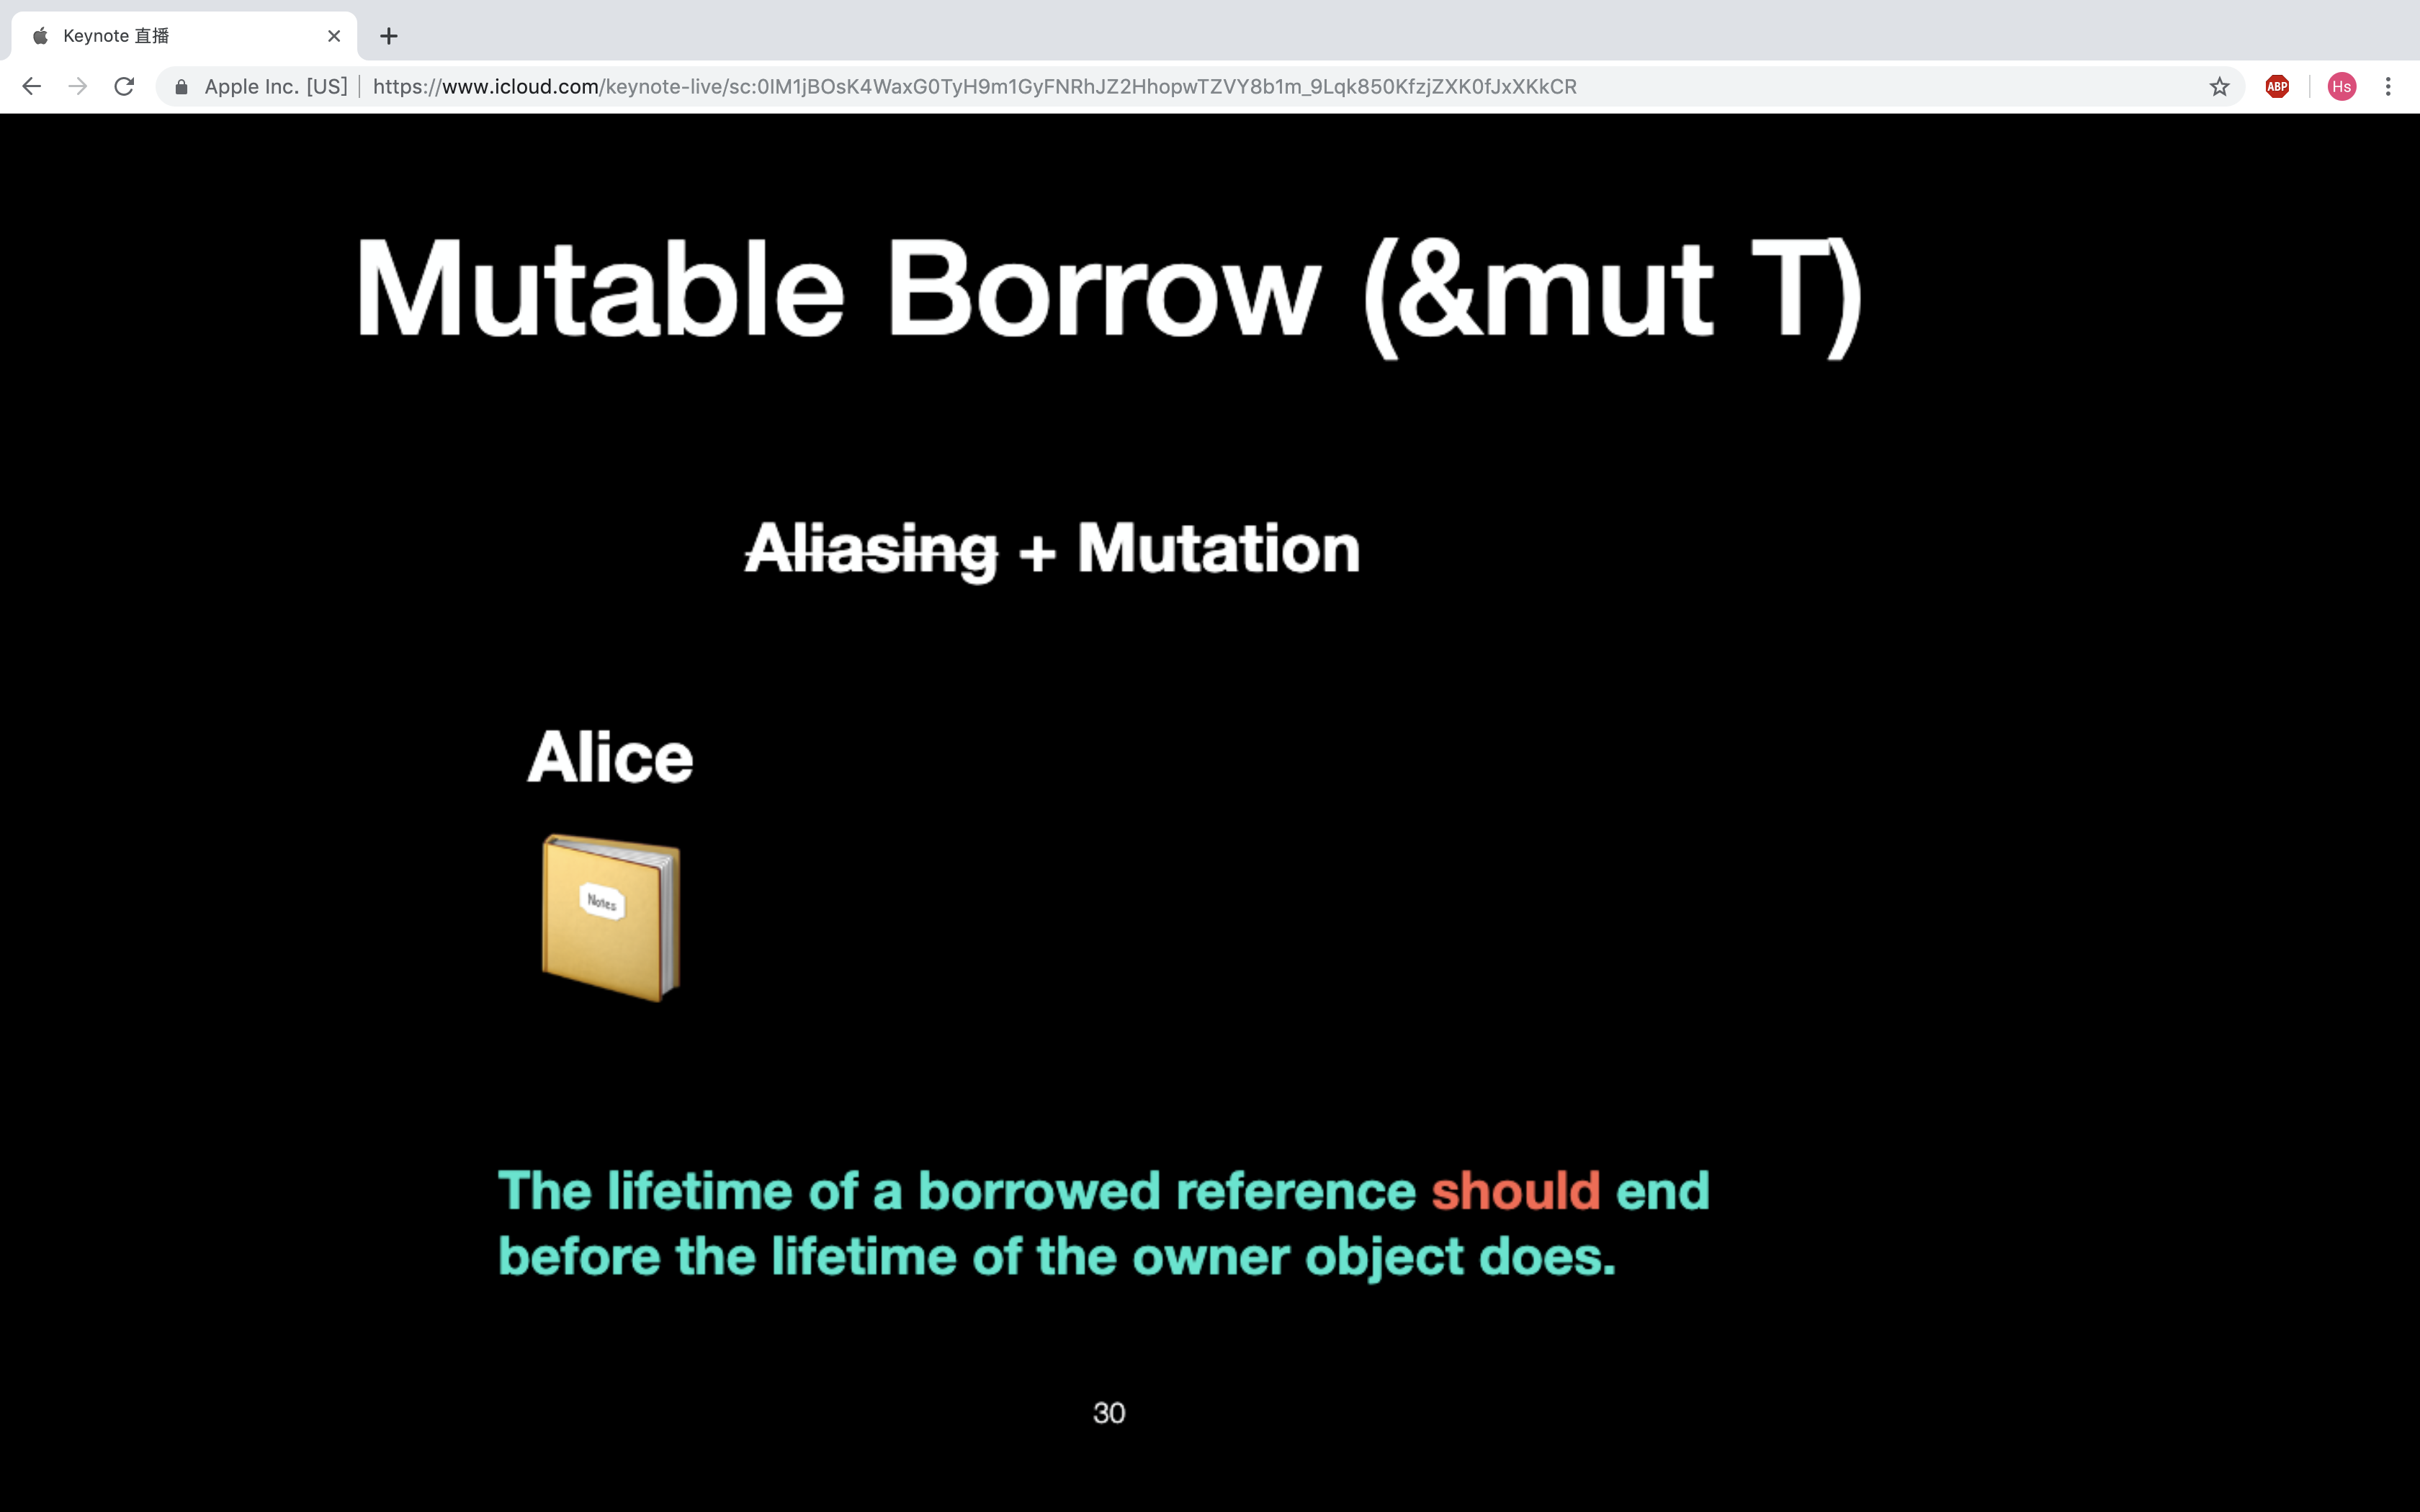 Keynote 直播
Apple Inc. [US] | https://www.icloud.com/keynote-live/sc:0IM1jBOsK4WaxG0TyH9m1GyFNRhJZ2HhopwTZVY8b1m_9Lqk850KfzjZXK0fJxXKkCR
ABP
Hs
Mutable Borrow (&mut T)
Aliasing + Mutation
Alice
Notes
The lifetime of a borrowed reference should end
before the lifetime of the owner object does.
30